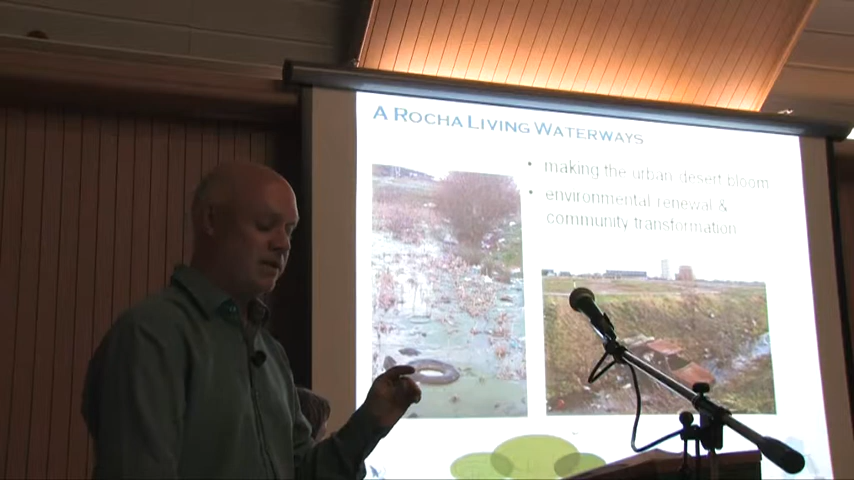 A ROCHA LIVING WATERWAYS
• making the urban desert bloom
• environmental renewal &
community transformation